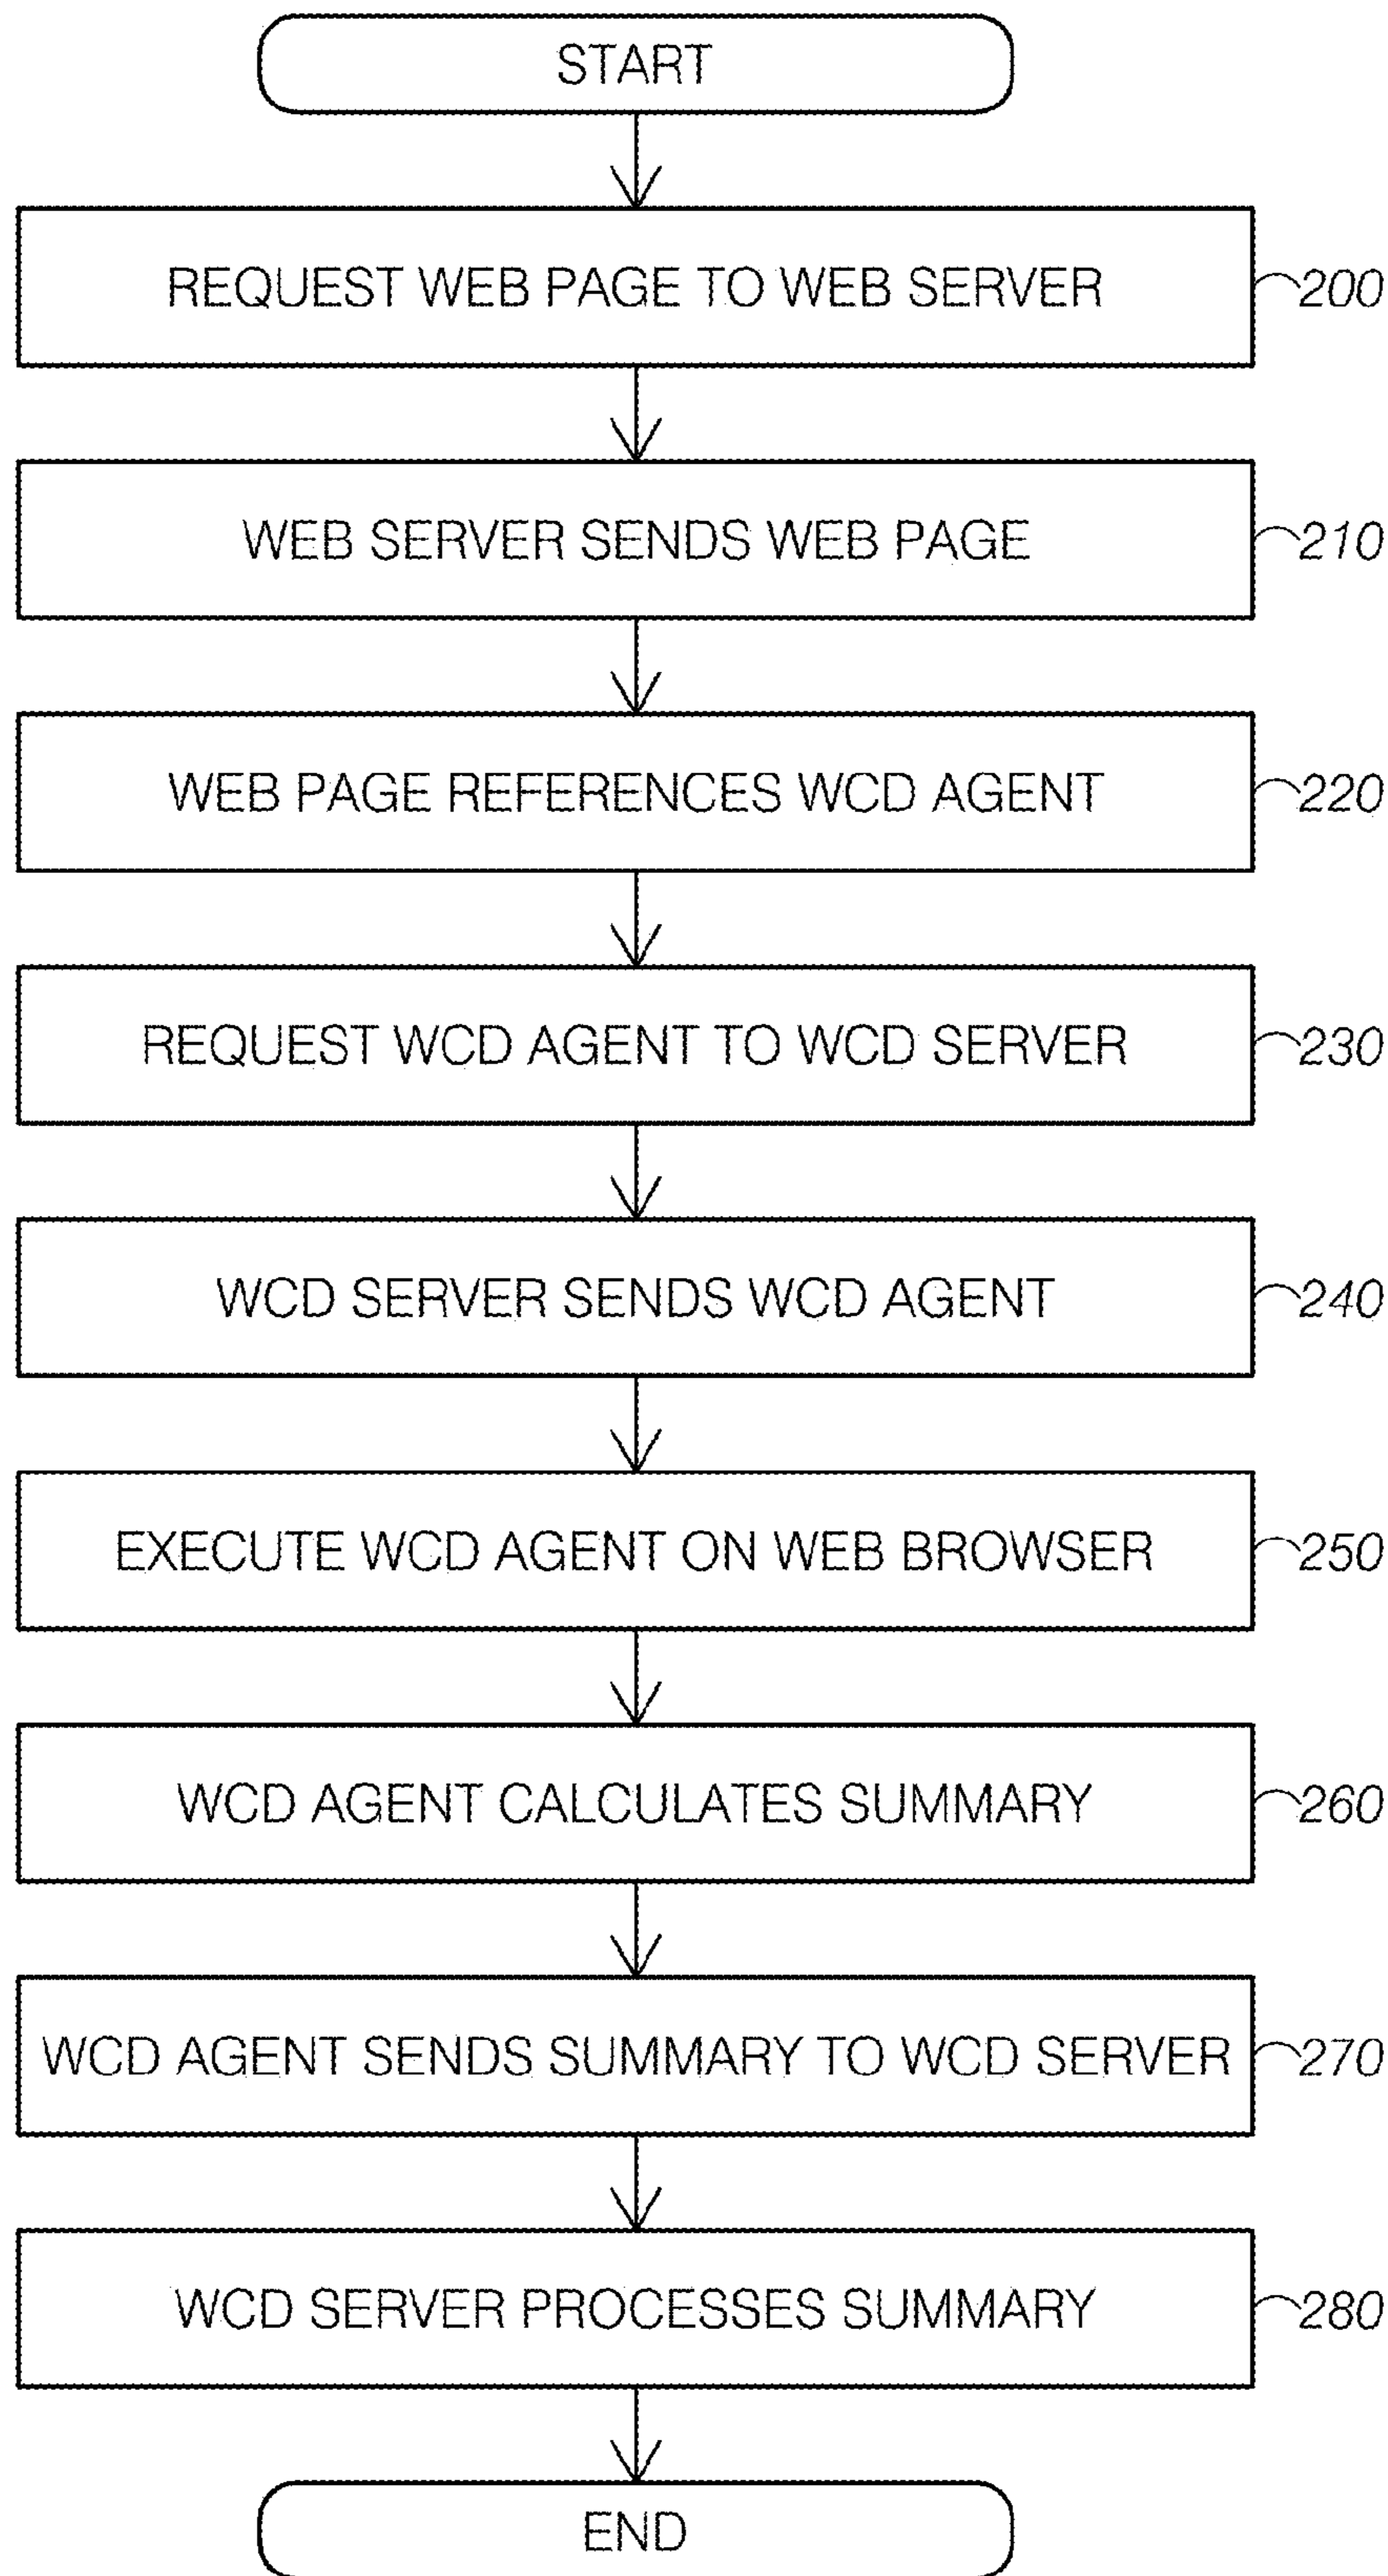 START
REQUEST WEB PAGE TO WEB SERVER 200
WEB SERVER SENDS WEB PAGE 210
WEB PAGE REFERENCES WCD AGENT 220
REQUEST WCD AGENT TO WCD SERVER 230
WCD SERVER SENDS WCD AGENT 240
EXECUTE WCD AGENT ON WEB BROWSER 250
WCD AGENT CALCULATES SUMMARY 260
WCD AGENT SENDS SUMMARY TO WCD SERVER 270
WCD SERVER PROCESSES SUMMARY 280
END